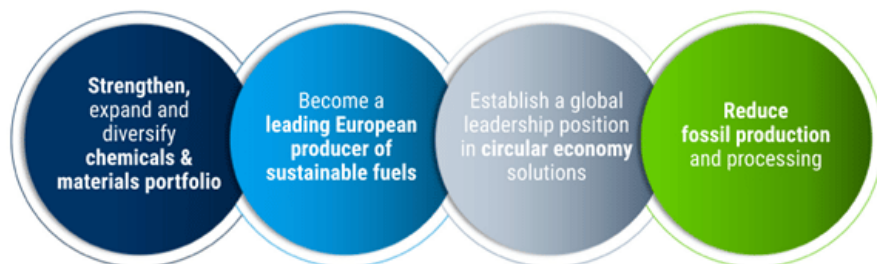 Strengthen,
expand and
diversify
chemicals &
materials portfolio
Become a
leading European
producer of
sustainable fuels
Establish a global
leadership position
in circular economy
solutions
Reduce
fossil production
and processing